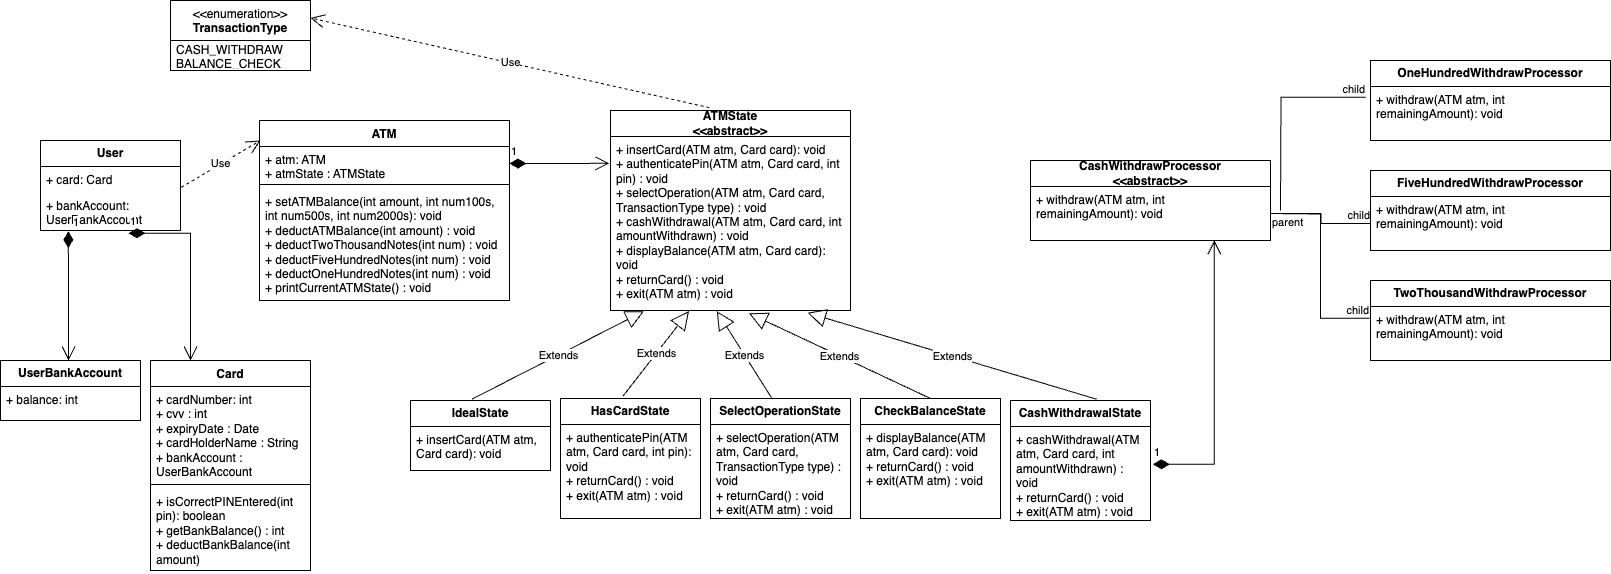 <<enumeration>>
TransactionType
CASH_WITHDRAW
BALANCE_CHECK
Use
User
+ card: Card
+ bankAccount:
UserBankAccount
1
1
Use
ATM
+ atm: ATM
+ atmState : ATMState
+ setATMBalance(int amount, int num100s,
int num500s, int num2000s): void
+ deductATMBalance(int amount) : void
+ deductTwoThousandNotes(int num) : void
+ deductFiveHundredNotes(int num) : void
+ deductOneHundredNotes(int num) : void
+ printCurrentATMState() : void
1
ATMState
<<abstract>>
+ insertCard(ATM atm, Card card): void
+ authenticatePin(ATM atm, Card card, int
pin) : void
+ selectOperation(ATM atm, Card card,
TransactionType type) : void
+ cashWithdrawal(ATM atm, Card card, int
amountWithdrawn) : void
+ displayBalance(ATM atm, Card card):
void
+ returnCard() : void
+ exit(ATM atm) : void
CashWithdrawProcessor
<<abstract>>
+ withdraw(ATM atm, int
remainingAmount): void
parent
child
OneHundredWithdrawProcessor
+ withdraw(ATM atm, int
remainingAmount): void
child
FiveHundredWithdrawProcessor
+ withdraw(ATM atm, int
remainingAmount): void
child
TwoThousandWithdrawProcessor
+ withdraw(ATM atm, int
remainingAmount): void
UserBankAccount
+ balance: int
Card
+ cardNumber: int
+ cvv : int
+ expiryDate : Date
+ cardHolderName : String
+ bankAccount :
UserBankAccount
+ isCorrectPINEntered(int
pin): boolean
+ getBankBalance() : int
+ deductBankBalance(int
amount)
Extends
Extends
Extends
Extends
Extends
IdealState
+ insertCard(ATM atm,
Card card): void
HasCardState
+ authenticatePin(ATM
atm, Card card, int pin):
void
+ returnCard() : void
+ exit(ATM atm) : void
SelectOperationState
+ selectOperation(ATM
atm, Card card,
TransactionType type) :
void
+ returnCard() : void
+ exit(ATM atm) : void
CheckBalanceState
+ displayBalance(ATM
atm, Card card): void
+ returnCard() : void
+ exit(ATM atm) : void
CashWithdrawalState
+ cashWithdrawal(ATM
atm, Card card, int
amountWithdrawn) :
void
+ returnCard() : void
+ exit(ATM atm) : void
1